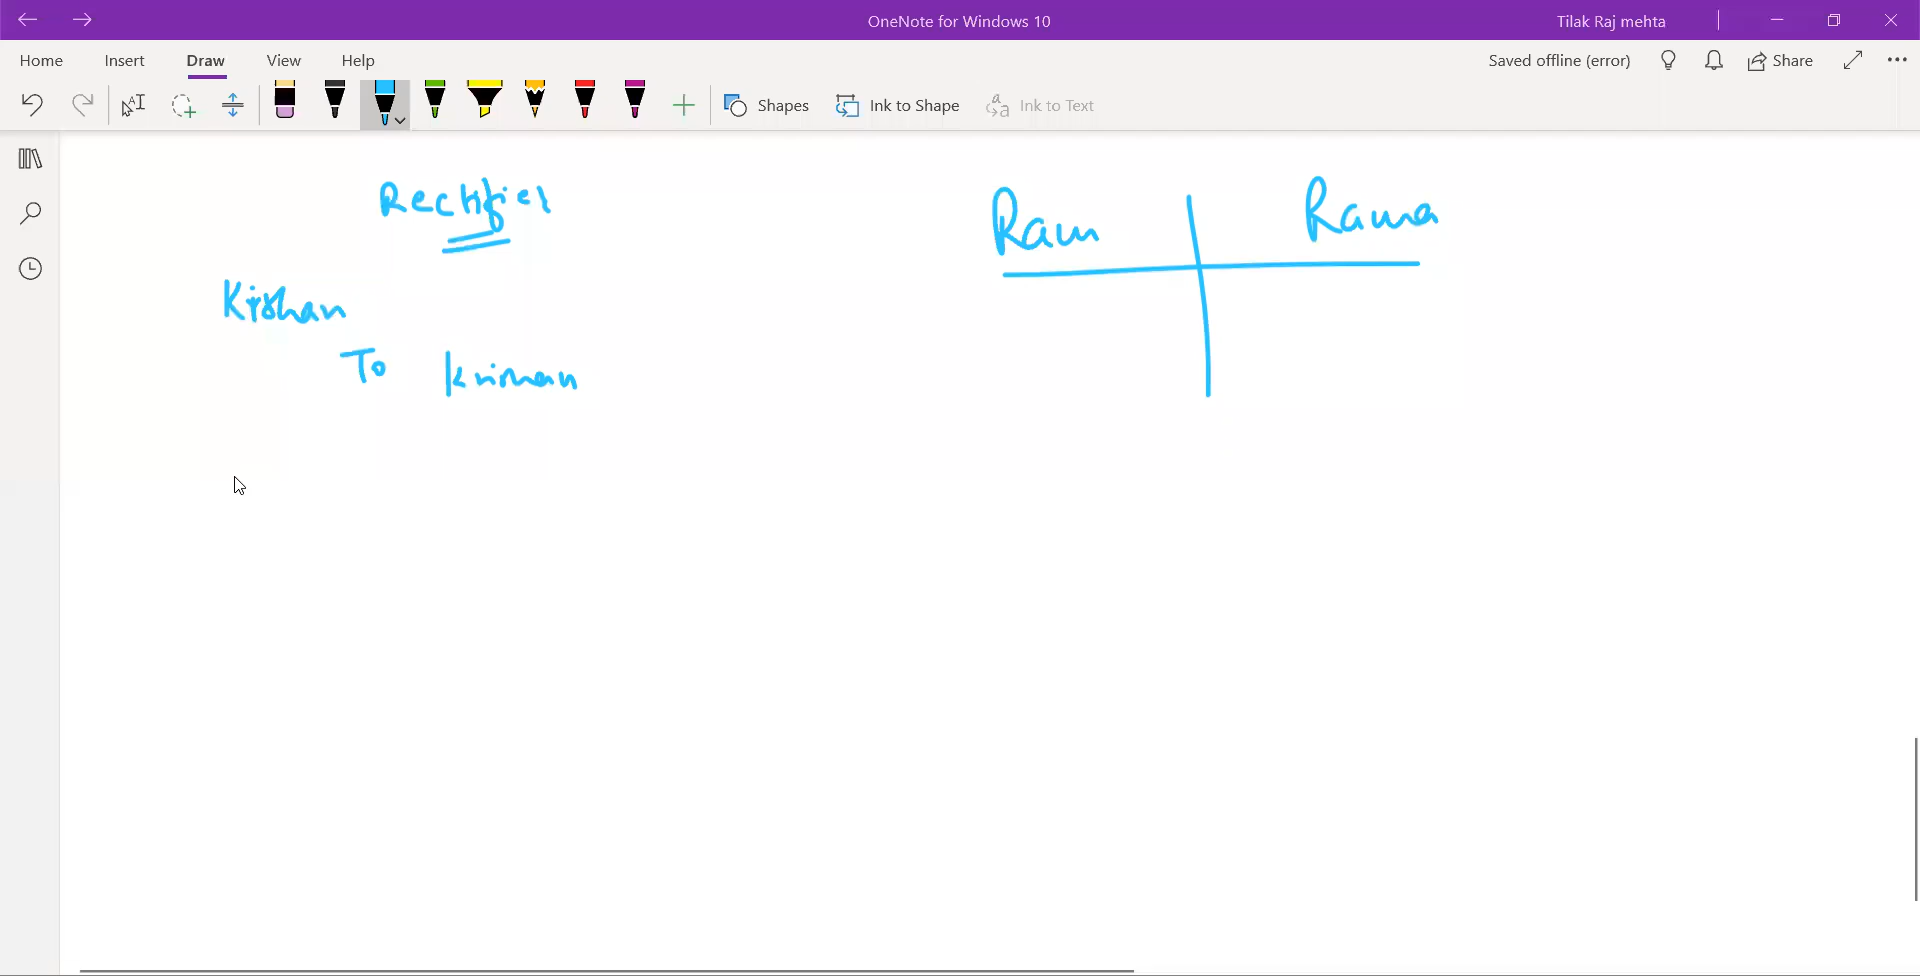 OneNote for Windows 10
Tilak Raj mehta
Home Insert Draw View Help
Saved offline (error) Share
Shapes Ink to Shape Ink to Text
Rectifier
Ram Rama
Kishan
To Krishan